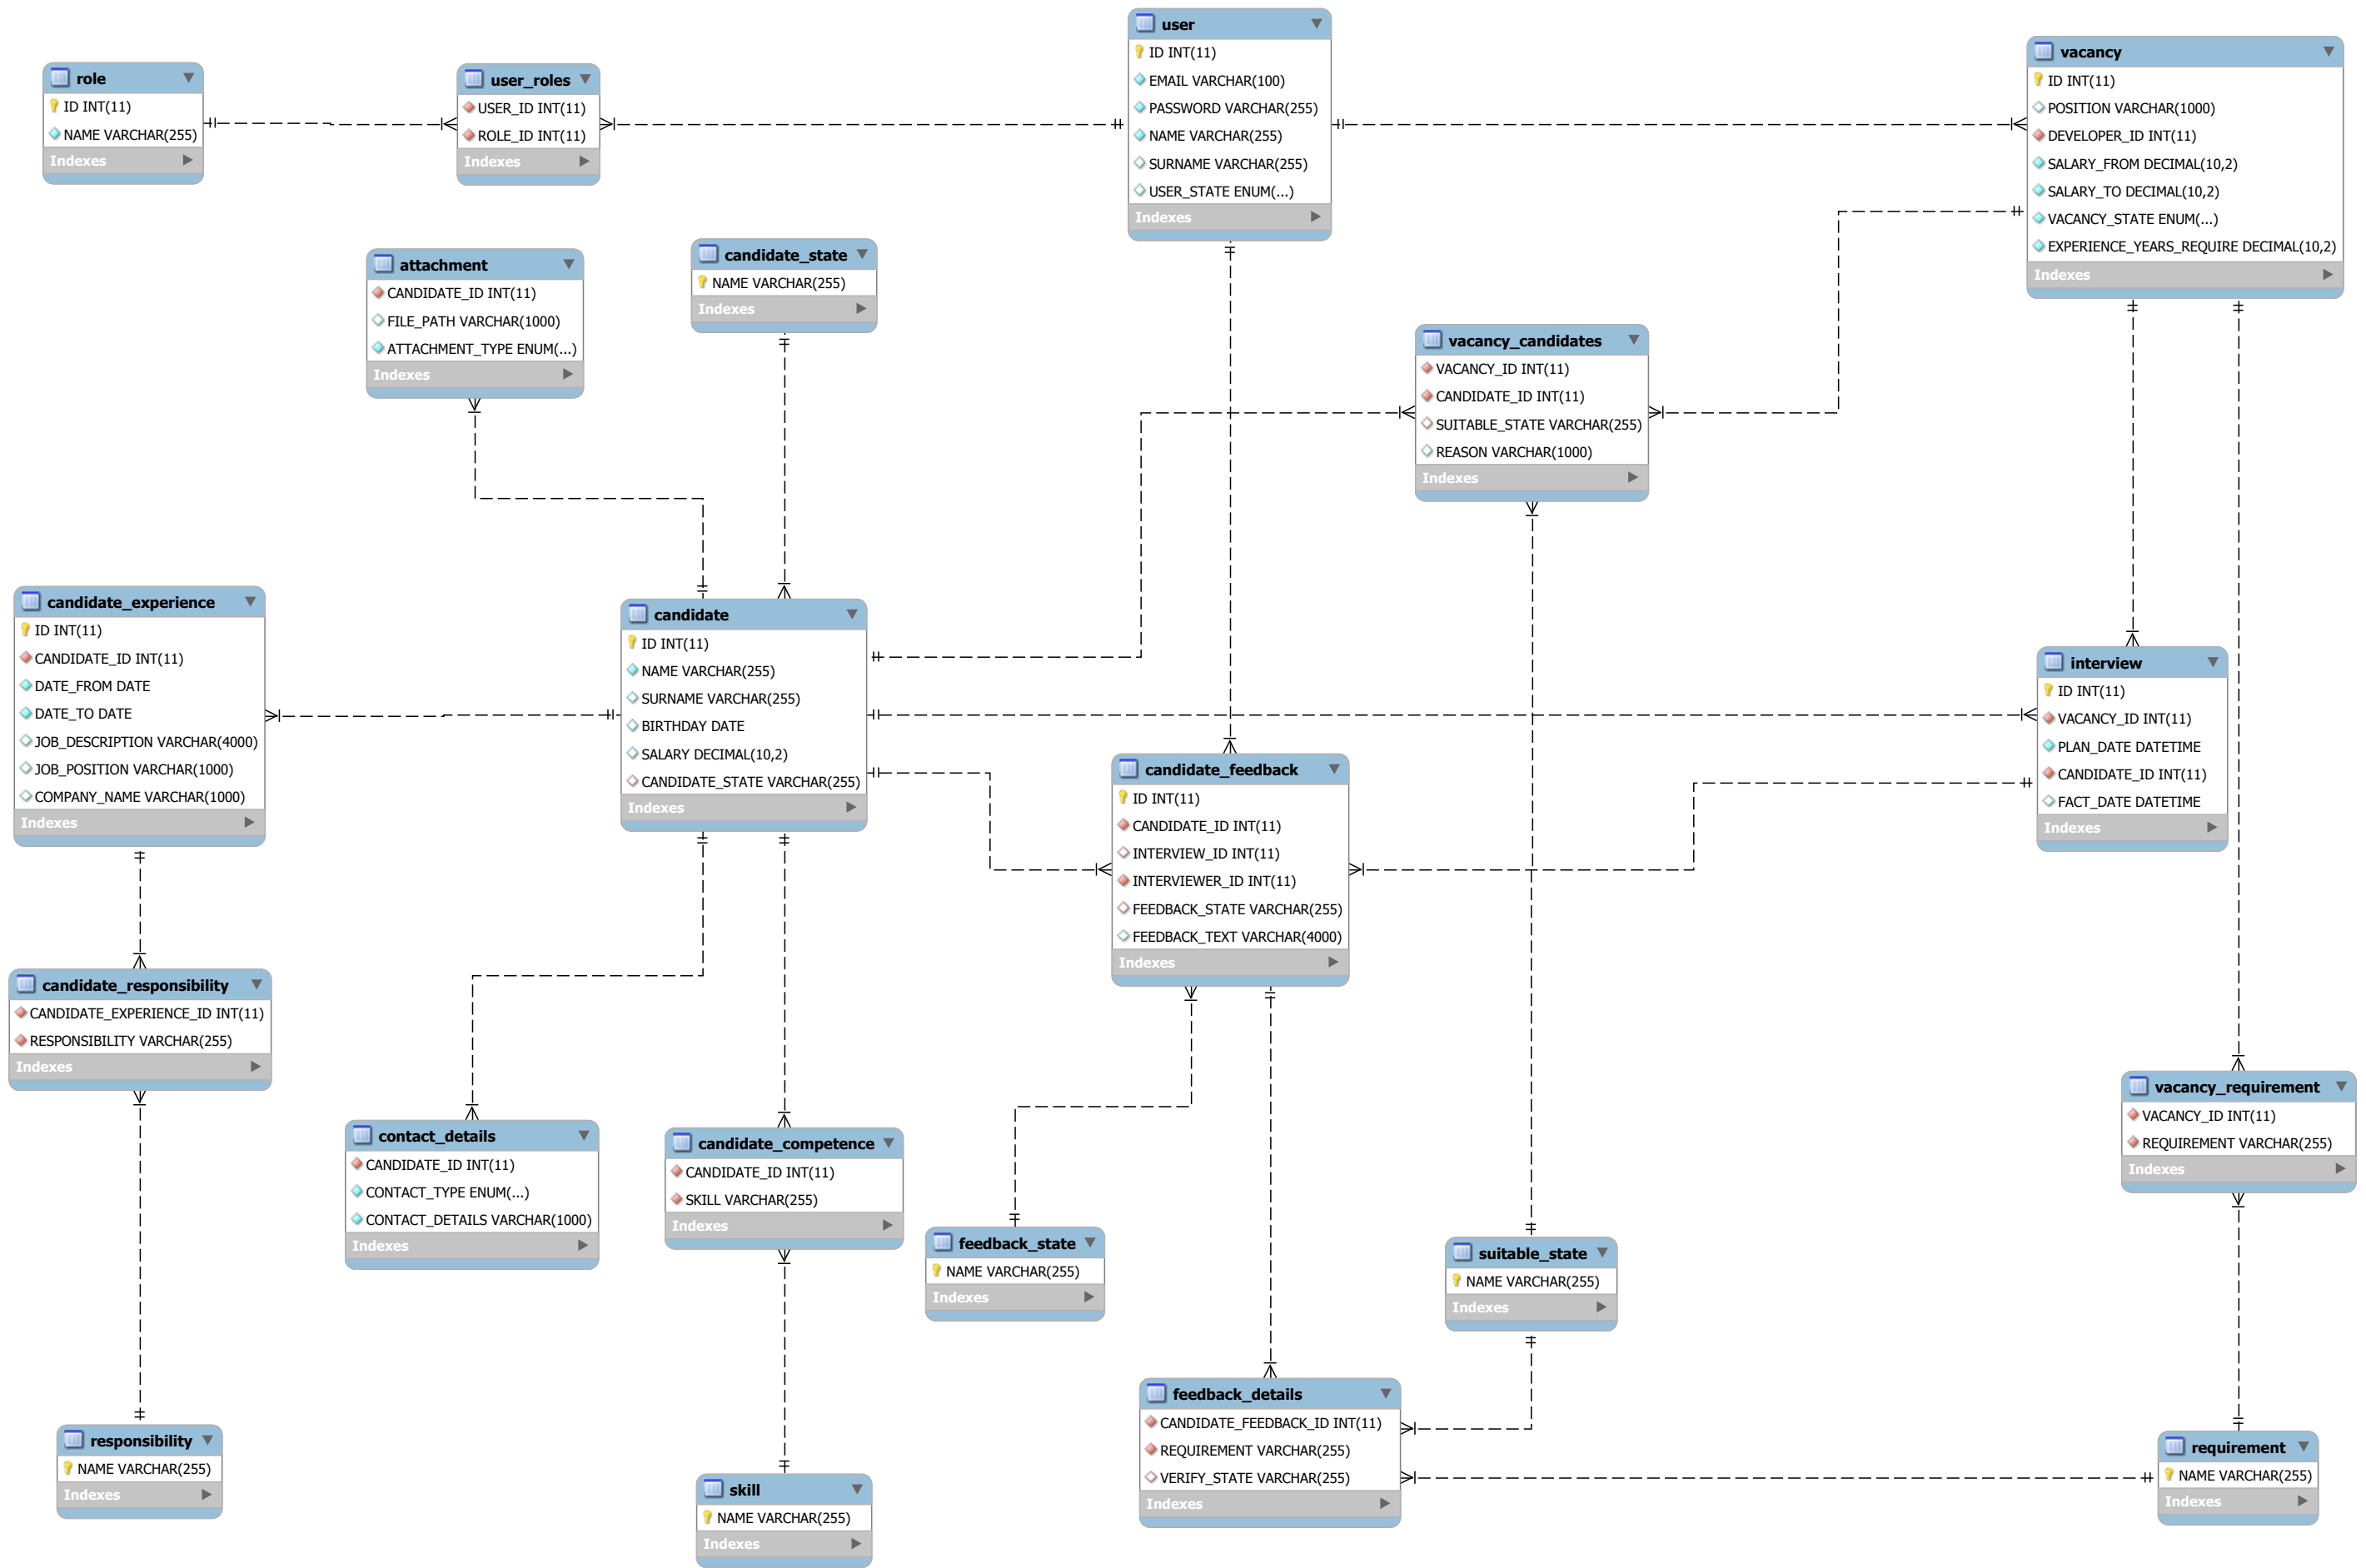 role
ID INT(11)
NAME VARCHAR(255)
Indexes
user_roles
USER_ID INT(11)
ROLE_ID INT(11)
Indexes
user
ID INT(11)
EMAIL VARCHAR(100)
PASSWORD VARCHAR(255)
NAME VARCHAR(255)
SURNAME VARCHAR(255)
USER_STATE ENUM(...)
Indexes
vacancy
ID INT(11)
POSITION VARCHAR(1000)
DEVELOPER_ID INT(11)
SALARY_FROM DECIMAL(10,2)
SALARY_TO DECIMAL(10,2)
VACANCY_STATE ENUM(...)
EXPERIENCE_YEARS_REQUIRE DECIMAL(10,2)
Indexes
attachment
CANDIDATE_ID INT(11)
FILE_PATH VARCHAR(1000)
ATTACHMENT_TYPE ENUM(...)
Indexes
candidate_state
NAME VARCHAR(255)
Indexes
vacancy_candidates
VACANCY_ID INT(11)
CANDIDATE_ID INT(11)
SUITABLE_STATE VARCHAR(255)
REASON VARCHAR(1000)
Indexes
candidate_experience
ID INT(11)
CANDIDATE_ID INT(11)
DATE_FROM DATE
DATE_TO DATE
JOB_DESCRIPTION VARCHAR(4000)
JOB_POSITION VARCHAR(1000)
COMPANY_NAME VARCHAR(1000)
Indexes
candidate
ID INT(11)
NAME VARCHAR(255)
SURNAME VARCHAR(255)
BIRTHDAY DATE
SALARY DECIMAL(10,2)
CANDIDATE_STATE VARCHAR(255)
Indexes
interview
ID INT(11)
VACANCY_ID INT(11)
PLAN_DATE DATETIME
CANDIDATE_ID INT(11)
FACT_DATE DATETIME
Indexes
candidate_feedback
ID INT(11)
CANDIDATE_ID INT(11)
INTERVIEW_ID INT(11)
INTERVIEWER_ID INT(11)
FEEDBACK_STATE VARCHAR(255)
FEEDBACK_TEXT VARCHAR(4000)
Indexes
candidate_responsibility
CANDIDATE_EXPERIENCE_ID INT(11)
RESPONSIBILITY VARCHAR(255)
Indexes
contact_details
CANDIDATE_ID INT(11)
CONTACT_TYPE ENUM(...)
CONTACT_DETAILS VARCHAR(1000)
Indexes
candidate_competence
CANDIDATE_ID INT(11)
SKILL VARCHAR(255)
Indexes
vacancy_requirement
VACANCY_ID INT(11)
REQUIREMENT VARCHAR(255)
Indexes
feedback_state
NAME VARCHAR(255)
Indexes
suitable_state
NAME VARCHAR(255)
Indexes
feedback_details
CANDIDATE_FEEDBACK_ID INT(11)
REQUIREMENT VARCHAR(255)
VERIFY_STATE VARCHAR(255)
Indexes
responsibility
NAME VARCHAR(255)
Indexes
skill
NAME VARCHAR(255)
Indexes
requirement
NAME VARCHAR(255)
Indexes